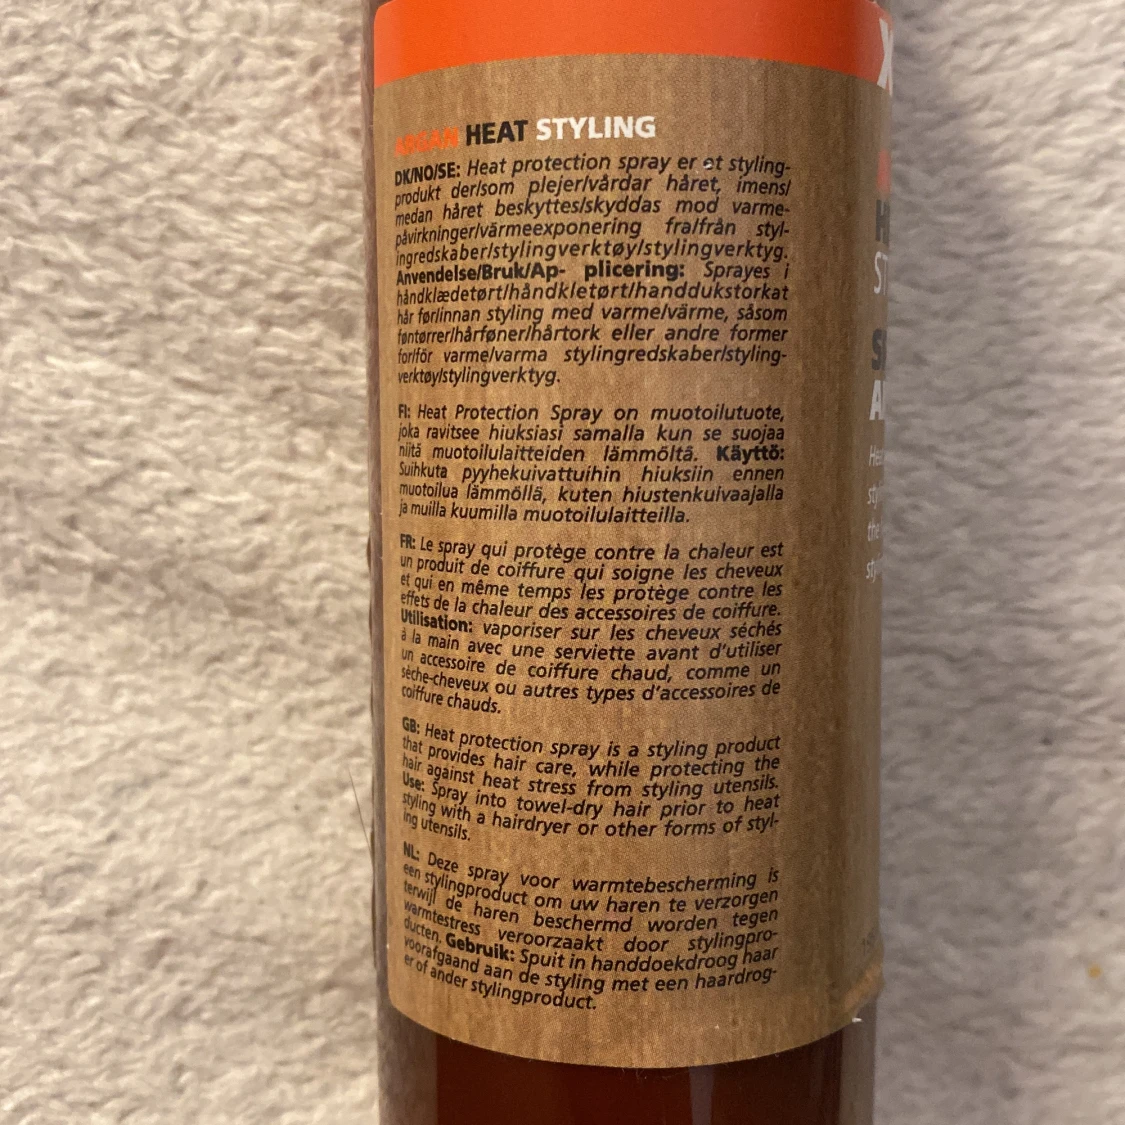 ARGAN HEAT STYLING
DK/NO/SE: Heat protection spray er et styling-
produkt der/som plejer/vårdar håret, imens/
medan håret beskyttes/skyddas mod varme-
påvirkninger/värmeexponering fra/från styl-
ingredskaber/stylingverktøy/stylingverktyg.
Anvendelse/Bruk/Ap- plicering: Sprayes i
håndklædetørt/håndkletørt/handdukstorkat
hår før/innan styling med varme/värme, såsom
føntørrer/hårføner/hårtork eller andre former
for/för varme/varma stylingredskaber/styling-
verktøy/stylingverktyg.
FI: Heat Protection Spray on muotoilutuote,
joka ravitsee hiuksiasi samalla kun se suojaa
niitä muotoilulaitteiden lämmöltä. Käyttö:
Suihkuta pyyhekuivattuihin hiuksiin ennen
muotoilua lämmöllä, kuten hiustenkuivaajalla
ja muilla kuumilla muotoilulaitteilla.
FR: Le spray qui protège contre la chaleur est
un produit de coiffure qui soigne les cheveux
et qui en même temps les protège contre les
effets de la chaleur des accessoires de coiffure.
Utilisation: vaporiser sur les cheveux séchés
à la main avec une serviette avant d'utiliser
un accessoire de coiffure chaud, comme un
sèche-cheveux ou autres types d'accessoires de
coiffure chauds.
GB: Heat protection spray is a styling product
that provides hair care, while protecting the
hair against heat stress from styling utensils.
Use: Spray into towel-dry hair prior to heat
styling with a hairdryer or other forms of styl-
ing utensils.
NL: Deze spray voor warmtebescherming is
een stylingproduct om uw haren te verzorgen
terwijl de haren beschermd worden tegen
warmtestress veroorzaakt door stylingpro-
ducten. Gebruik: Spuit in handdoekdroog haar
voorafgaand aan de styling met een haardrog-
er of ander stylingproduct.
the